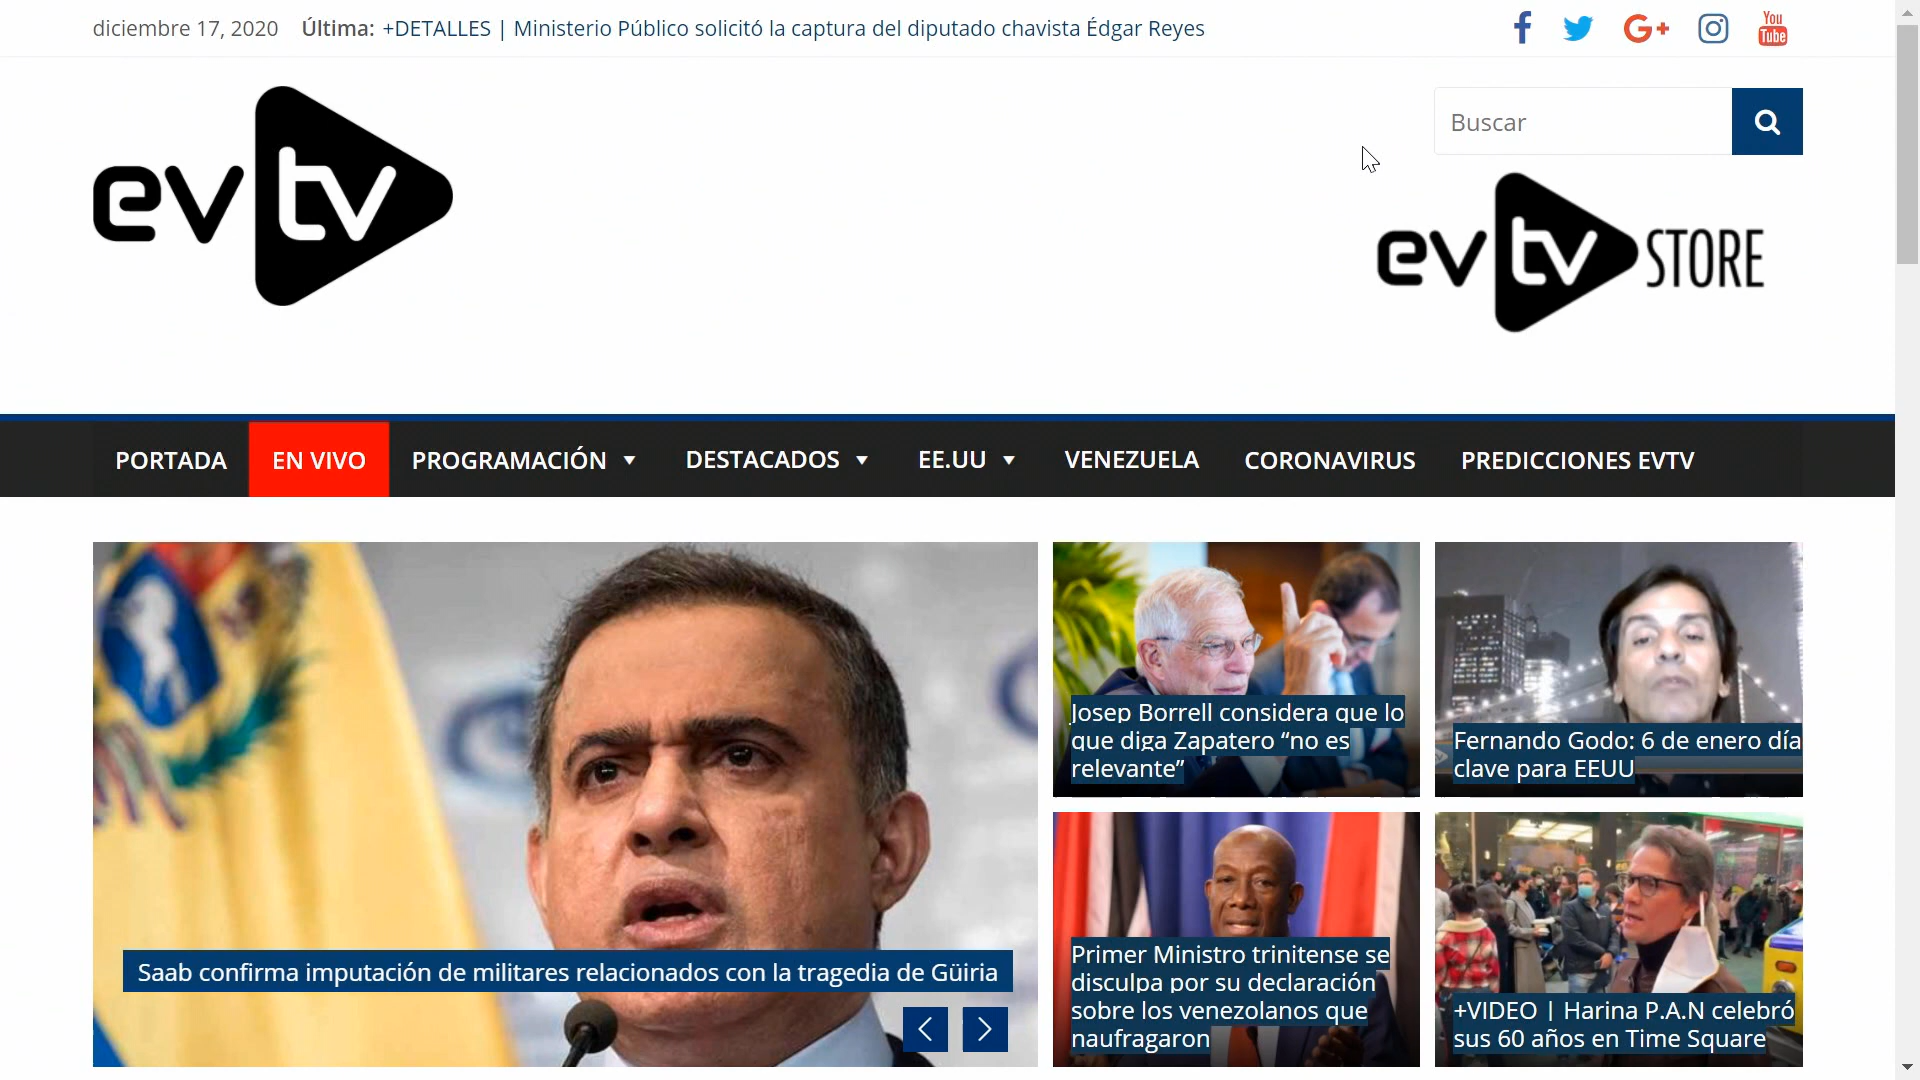 diciembre 17, 2020 Última: +DETALLES | Ministerio Público solicitó la captura del diputado chavista Édgar Reyes
G+
You
Tube
Buscar
evtv
evtv STORE
PORTADA EN VIVO PROGRAMACIÓN DESTACADOS EE.UU VENEZUELA CORONAVIRUS PREDICCIONES EVTV
Saab confirma imputación de militares relacionados con la tragedia de Güiria
Josep Borrell considera que lo
que diga Zapatero “no es
relevante”
Fernando Godo: 6 de enero día
clave para EEUU
Primer Ministro trinitense se
disculpa por su declaración
sobre los venezolanos que
naufragaron
+VIDEO | Harina P.A.N celebró
sus 60 años en Time Square